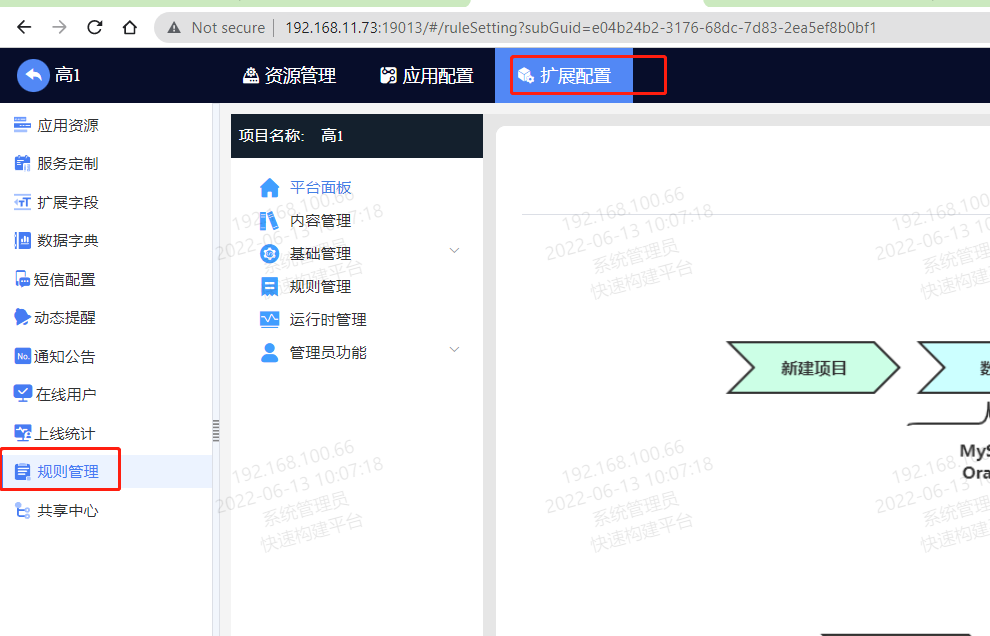 Not secure
192.168.11.73:19013/#/ruleSetting?subGuid=e04b24b2-3176-68dc-7d83-2ea5ef8b0bf1
高1
资源管理
应用配置
扩展配置
应用资源
服务定制
扩展字段
数据字典
短信配置
动态提醒
No.
通知公告
在线用户
上线统计
规则管理
共享中心
项目名称: 高1
平台面板
内容管理
基础管理
规则管理
运行时管理
管理员功能
192.168.100.66
2022-06-13 10:07:18
系统管理员
快速构建平台
192.168.100.66
2022-06-13 10:07:18
系统管理员
快速构建平台
192.168.100
2022-06-13 10
系统管理员
快速构建
新建项目
数
MyS
Ora
192.168.100.66
2022-06-13 10:07:18
系统管理员
快速构建平台
192.168.100.66
2022-06-13 10:07:18
系统管理员
快速构建平台
192.168.
2022-06-13 10
系统管理员
快速构建